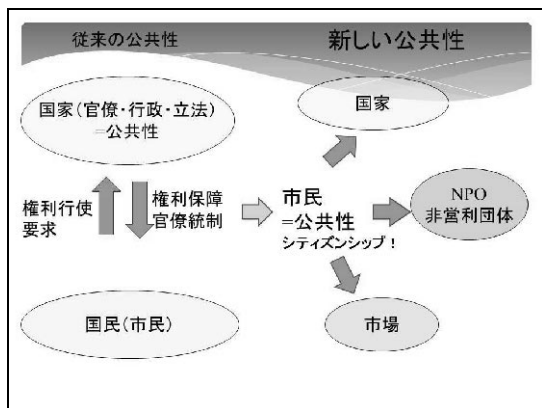 従来の公共性
新しい公共性
国家(官僚・行政・立法)
=公共性
権利行使
要求
権利保障
官僚統制
国民(市民)
国家
市民
=公共性
シティズンシップ!
NPO
非営利団体
市場